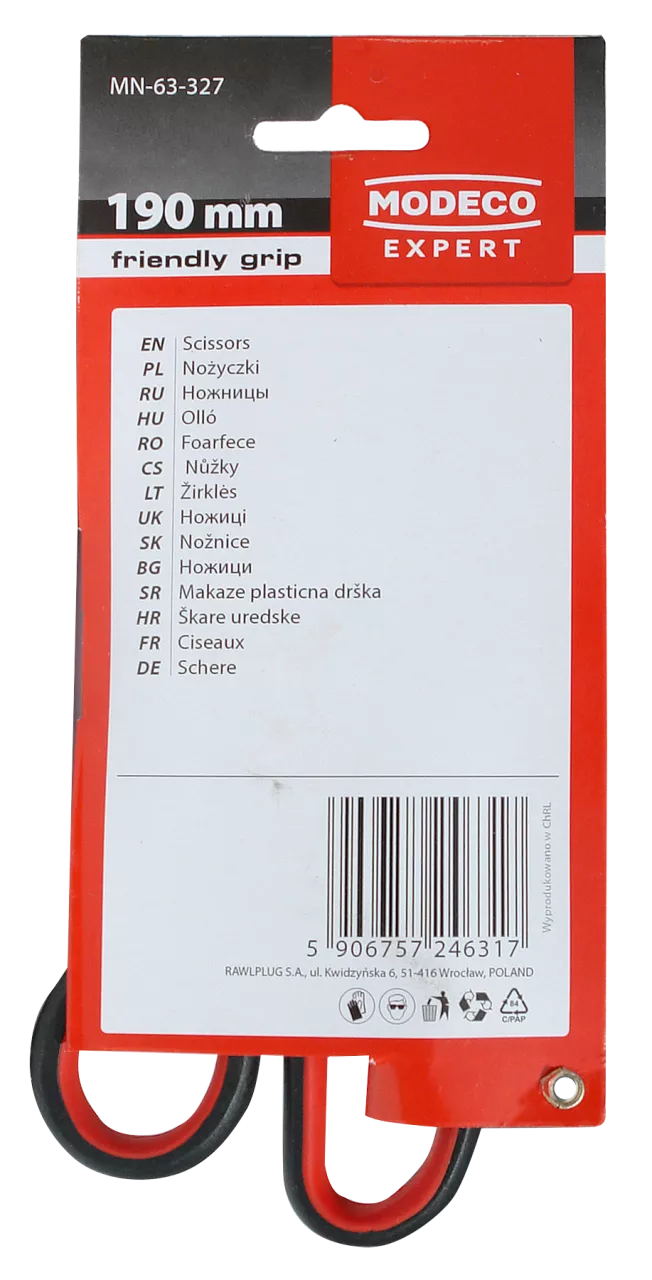 MN-63-327
190 mm
friendly grip
MODECO
EXPERT
EN Scissors
PL Nożyczki
RU Ножницы
HU Olló
RO Foarfece
CS Nůžky
LT Žirklės
UK Ножиці
SK Nožnice
BG Ножици
SR Makaze plasticna drška
HR Škare uredske
FR Ciseaux
DE Schere
Wyprodukowano w ChRL
5 906757 246317
RAWLPLUG S.A., ul. Kwidzyńska 6, 51-416 Wrocław, POLAND
84
C/PAP